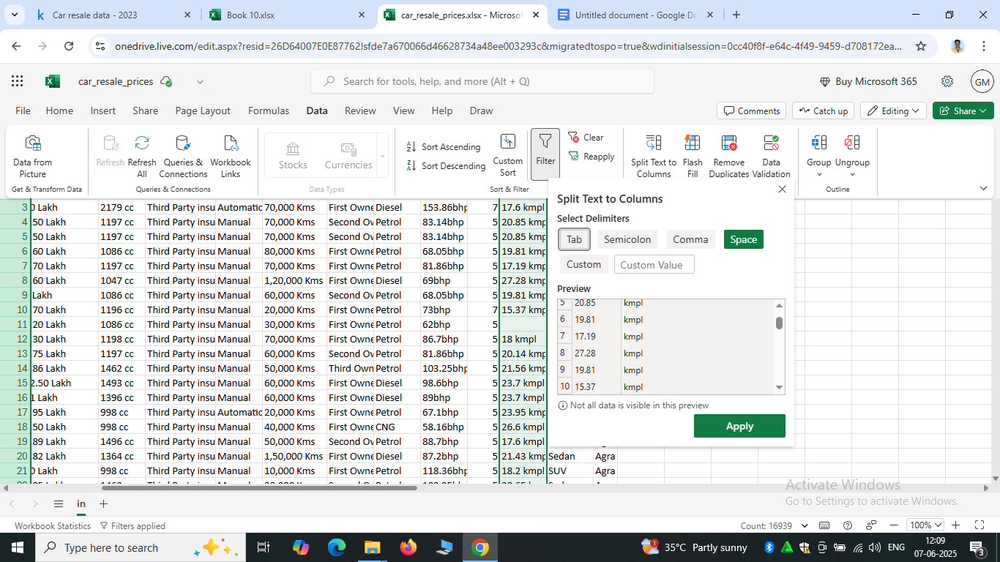 Car resale data - 2023
Book 10.xlsx
car_resale_prices.xlsx - Microsof
Untitled document - Google Do
onedrive.live.com/edit.aspx?resid=26D64007E0E87762!sfde7a670066d46628734a48ee003293c&migratedtospo=true&wdinitialsession=0cc40f8f-e64c-4f49-9459-d708172ea...
car_resale_prices
Search for tools, help, and more (Alt + Q)
Buy Microsoft 365
GM
File Home Insert Share Page Layout Formulas Data Review View Help Draw
Comments Catch up Editing Share
Data from Picture
Refresh
Refresh All
Queries & Connections
Workbook Links
Stocks
Currencies
Sort Ascending
Sort Descending
Custom Sort
Filter
Clear
Reapply
Split Text to Columns
Flash Fill
Remove Duplicates
Data Validation
Group
Ungroup
Get & Transform Data
Queries & Connections
Data Types
Sort & Filter
Outline
Split Text to Columns
Select Delimiters
Tab Semicolon Comma Space
Custom Custom Value
Preview
5 20.85 kmpl
6 19.81 kmpl
7 17.19 kmpl
8 27.28 kmpl
9 19.81 kmpl
10 15.37 kmpl
Not all data is visible in this preview
Apply
3 0 Lakh 2179 cc Third Party insu Automatic 70,000 Kms First Owne Diesel 153.86bhp 7 17.6 kmpl
4 .50 Lakh 1197 cc Third Party insu Manual 70,000 Kms Second Ow Petrol 83.14bhp 5 20.85 kmp
5 .50 Lakh 1197 cc Third Party insu Manual 70,000 Kms Second Ow Petrol 83.14bhp 5 20.85 kmp
6 .60 Lakh 1086 cc Third Party insu Manual 80,000 Kms First Owne Petrol 68.05bhp 5 19.81 kmp
7 .70 Lakh 1197 cc Third Party insu Manual 70,000 Kms First Owne Petrol 81.86bhp 5 17.19 kmp
8 .60 Lakh 1047 cc Third Party insu Manual 1,20,000 Kms First Owne Diesel 69bhp 5 27.28 kmp
9 Lakh 1086 cc Third Party insu Manual 60,000 Kms Second Ow Petrol 68.05bhp 5 19.81 kmp
10 .70 Lakh 1196 cc Third Party insu Manual 20,000 Kms First Owne Petrol 73bhp 7 15.37 kmp
11 .20 Lakh 1086 cc Third Party insu Manual 30,000 Kms First Owne Petrol 62bhp 5
12 .30 Lakh 1198 cc Third Party insu Manual 70,000 Kms First Owne Petrol 86.7bhp 5 18 kmpl
13 .75 Lakh 1197 cc Third Party insu Manual 60,000 Kms Second Ow Petrol 81.86bhp 5 20.14 kmp
14 .86 Lakh 1462 cc Third Party insu Manual 50,000 Kms Third Own Petrol 103.25bhp 5 21.56 kmp
15 2.50 Lakh 1493 cc Third Party insu Manual 60,000 Kms First Owne Diesel 98.6bhp 5 23.7 kmpl
16 1 Lakh 1396 cc Third Party insu Manual 60,000 Kms First Owne Diesel 89bhp 5 23.7 kmpl
17 .95 Lakh 998 cc Third Party insu Automatic 20,000 Kms First Owne Petrol 67.1bhp 5 23.95 kmp
18 .50 Lakh 998 cc Third Party insu Manual 40,000 Kms First Owne CNG 58.16bhp 5 26.6 kmpl
19 .89 Lakh 1496 cc Third Party insu Manual 50,000 Kms Second Ow Petrol 88.7bhp 5 17.6 kmpl
20 .82 Lakh 1364 cc Third Party insu Manual 1,50,000 Kms First Owne Diesel 87.2bhp 5 21.43 kmp Sedan Agra
21 0 Lakh 998 cc Third Party insu Manual 10,000 Kms First Owne Petrol 118.36bhp 5 18.2 kmpl SUV Agra
Activate Windows
Go to Settings to activate Windows.
in
Workbook Statistics Filters applied Count: 16939 100%
Type here to search
1
35°C Partly sunny
ENG
12:09
07-06-2025
3